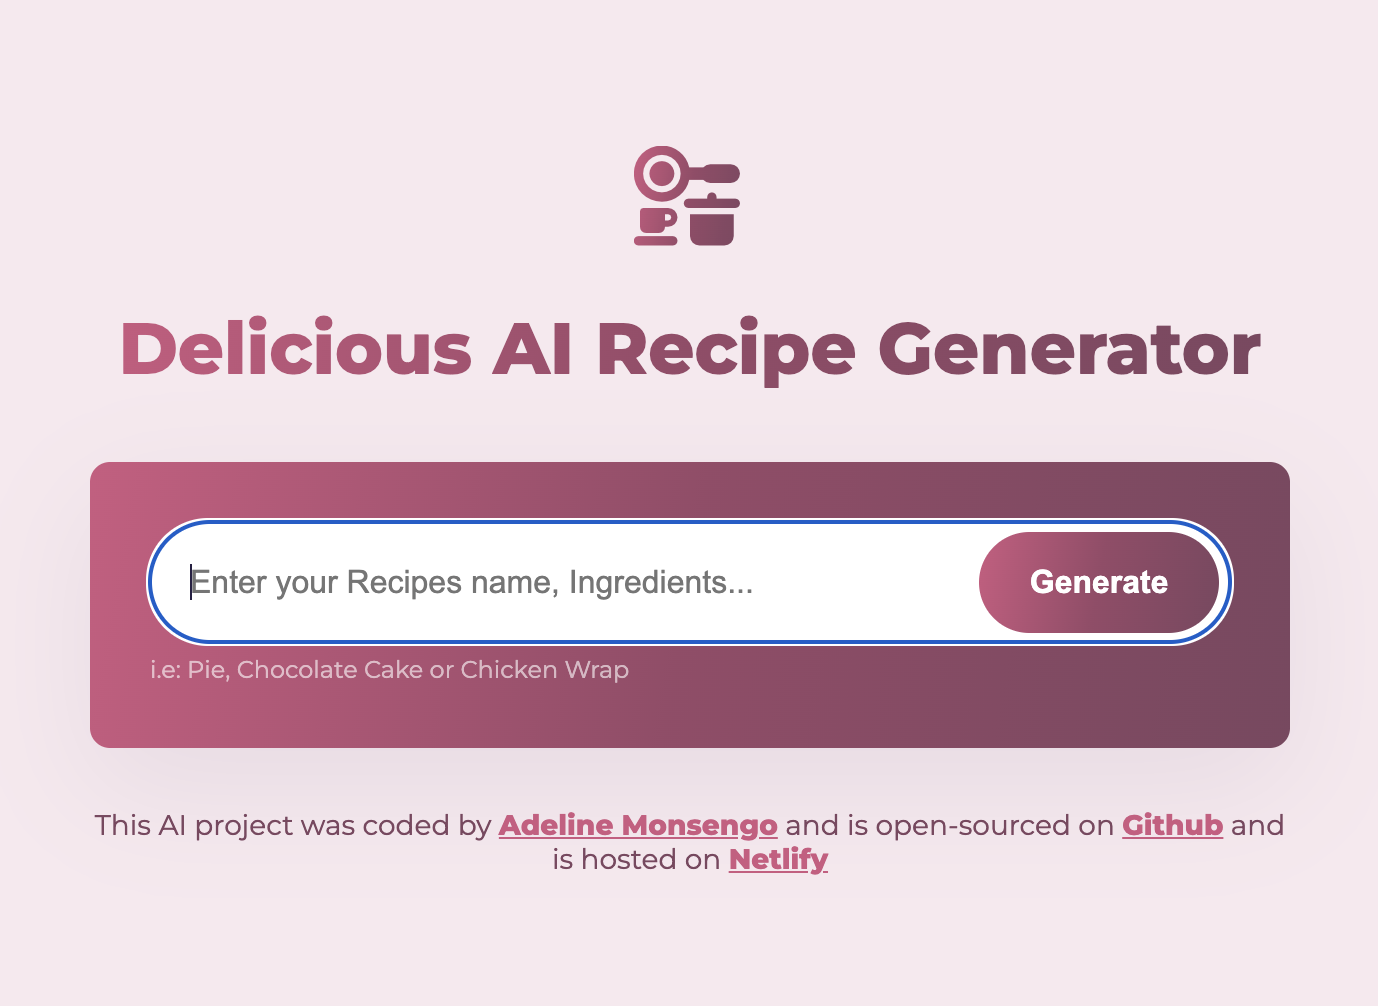 Delicious AI Recipe Generator
Enter your Recipes name, Ingredients...
Generate
i.e: Pie, Chocolate Cake or Chicken Wrap
This AI project was coded by Adeline Monsengo and is open-sourced on Github and
is hosted on Netlify